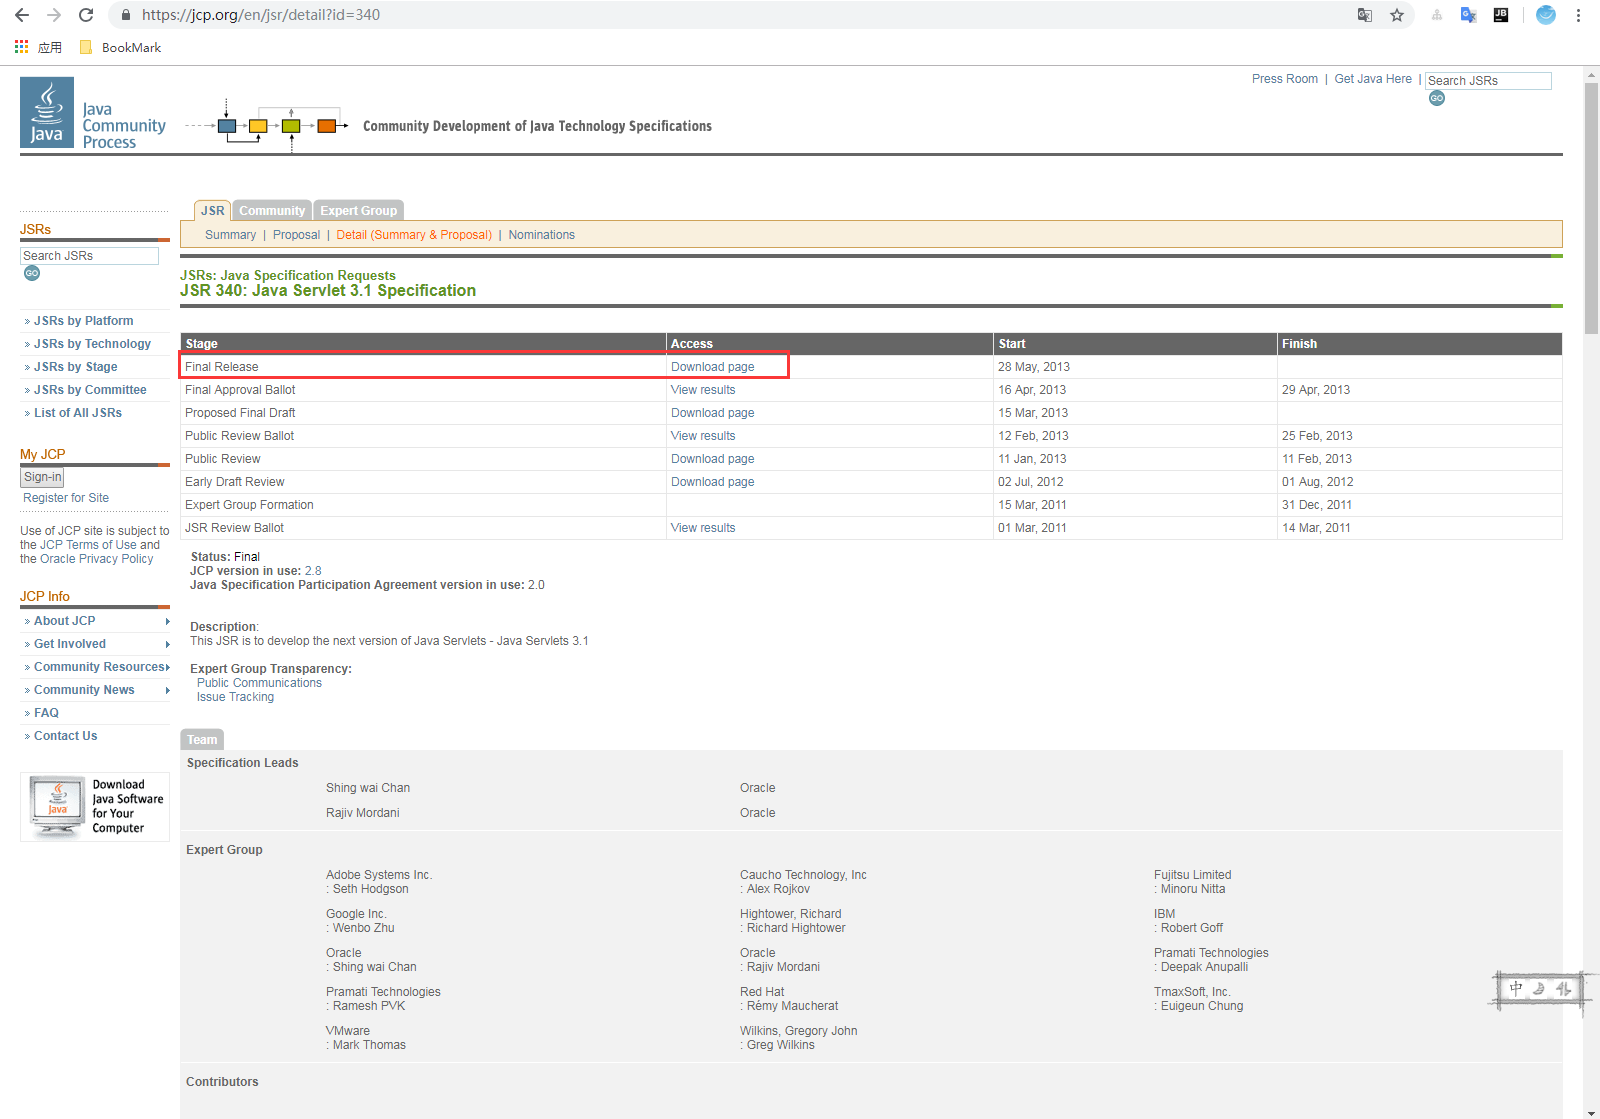 https://jcp.org/en/jsr/detail?id=340
应用 BookMark
Press Room | Get Java Here | Search JSRs
GO
Java
Java
Community
Process
Community Development of Java Technology Specifications
JSRs
Search JSRs
GO
» JSRs by Platform
» JSRs by Technology
» JSRs by Stage
» JSRs by Committee
» List of All JSRs
My JCP
Sign-in
Register for Site
Use of JCP site is subject to
the JCP Terms of Use and
the Oracle Privacy Policy
JCP Info
» About JCP
» Get Involved
» Community Resources
» Community News
» FAQ
» Contact Us
Java
Download
Java Software
for Your
Computer
JSR Community Expert Group
Summary | Proposal | Detail (Summary & Proposal) | Nominations
JSRs: Java Specification Requests
JSR 340: Java Servlet 3.1 Specification
Stage Access Start Finish
Final Release Download page 28 May, 2013
Final Approval Ballot View results 16 Apr, 2013 29 Apr, 2013
Proposed Final Draft Download page 15 Mar, 2013
Public Review Ballot View results 12 Feb, 2013 25 Feb, 2013
Public Review Download page 11 Jan, 2013 11 Feb, 2013
Early Draft Review Download page 02 Jul, 2012 01 Aug, 2012
Expert Group Formation 15 Mar, 2011 31 Dec, 2011
JSR Review Ballot View results 01 Mar, 2011 14 Mar, 2011
Status: Final
JCP version in use: 2.8
Java Specification Participation Agreement version in use: 2.0
Description:
This JSR is to develop the next version of Java Servlets - Java Servlets 3.1
Expert Group Transparency:
Public Communications
Issue Tracking
Team
Specification Leads
Shing wai Chan Oracle
Rajiv Mordani Oracle
Expert Group
Adobe Systems Inc. Caucho Technology, Inc Fujitsu Limited
: Seth Hodgson : Alex Rojkov : Minoru Nitta
Google Inc. Hightower, Richard IBM
: Wenbo Zhu : Richard Hightower : Robert Goff
Oracle Oracle Pramati Technologies
: Shing wai Chan : Rajiv Mordani : Deepak Anupalli
Pramati Technologies Red Hat TmaxSoft, Inc.
: Ramesh PVK : Rémy Maucherat : Euigeun Chung
VMware Wilkins, Gregory John
: Mark Thomas : Greg Wilkins
Contributors
中